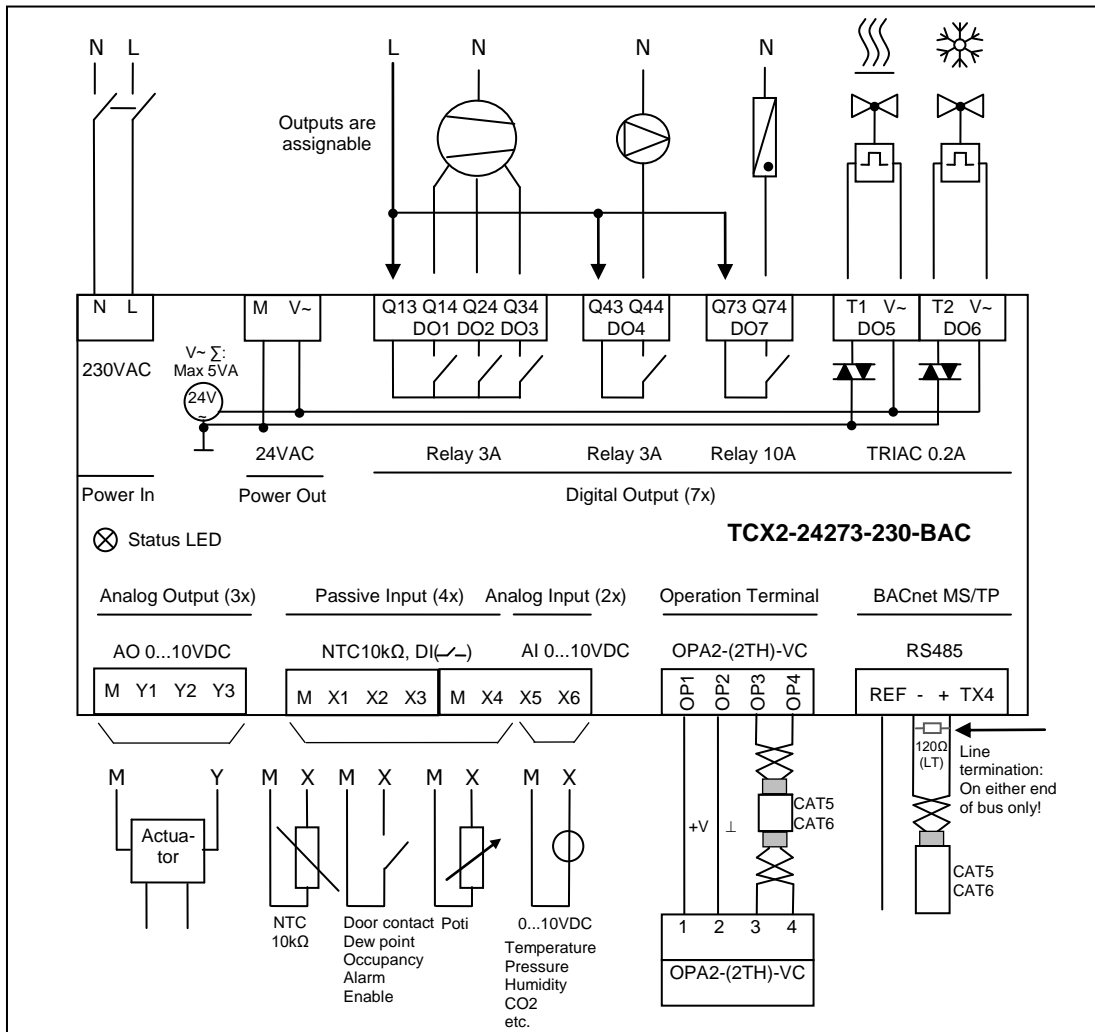 N L L N N N
Outputs are
assignable
N L M V~ Q13 Q14 Q24 Q34 Q43 Q44 Q73 Q74 T1 V~ T2 V~
DO1 DO2 DO3 DO4 DO7 DO5 DO6
230VAC
V~ ∑:
Max 5VA
24V
~
24VAC Relay 3A Relay 3A Relay 10A TRIAC 0.2A
Power In Power Out Digital Output (7x)
Status LED
TCX2-24273-230-BAC
Analog Output (3x) Passive Input (4x) Analog Input (2x) Operation Terminal BACnet MS/TP
AO 0...10VDC NTC10kΩ, DI( ) AI 0...10VDC OPA2-(2TH)-VC RS485
M Y1 Y2 Y3 M X1 X2 X3 M X4 X5 X6 OP1 OP2 OP3 OP4 REF - + TX4
120Ω
(LT)
Line
termination:
On either end
of bus only!
M Y M X M X M X M X
Actua-
tor
+V ⊥
CAT5
CAT6
CAT5
CAT6
NTC
10kΩ
Door contact
Dew point
Occupancy
Alarm
Enable
Poti
0...10VDC
Temperature
Pressure
Humidity
CO2
etc.
1 2 3 4
OPA2-(2TH)-VC